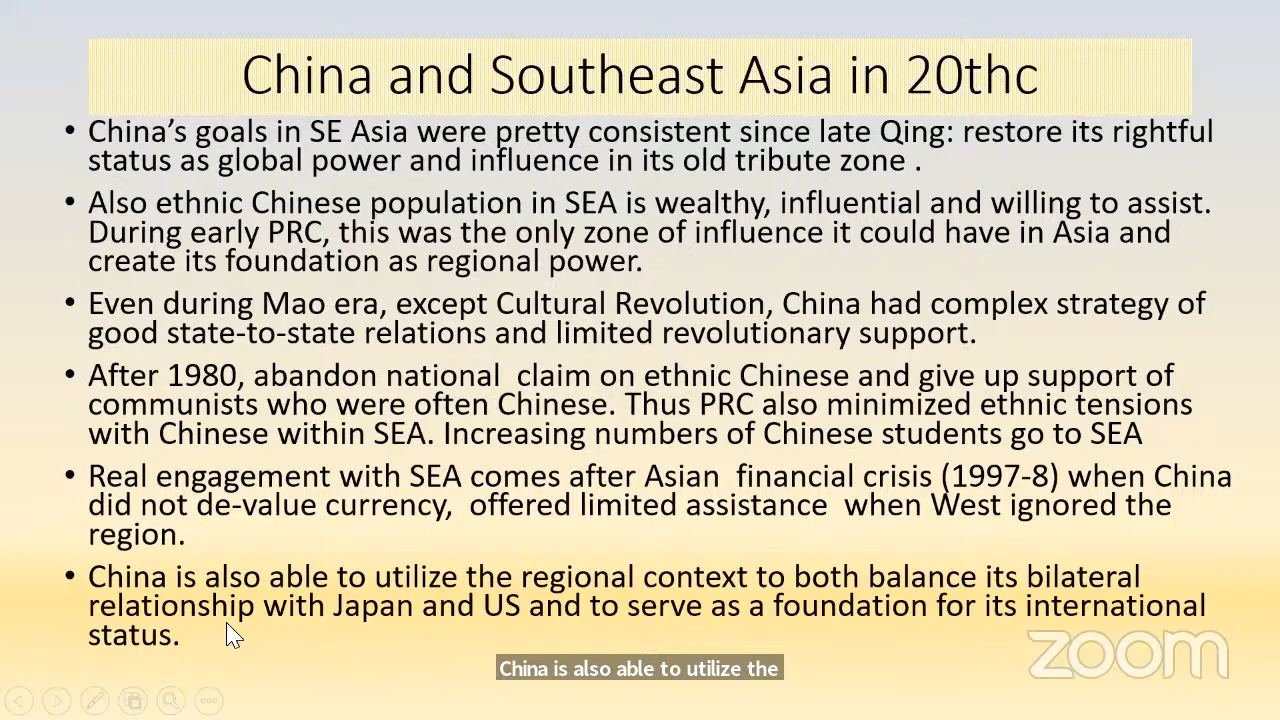 China and Southeast Asia in 20thc
• China's goals in SE Asia were pretty consistent since late Qing: restore its rightful
status as global power and influence in its old tribute zone .
• Also ethnic Chinese population in SEA is wealthy, influential and willing to assist.
During early PRC, this was the only zone of influence it could have in Asia and
create its foundation as regional power.
• Even during Mao era, except Cultural Revolution, China had complex strategy of
good state-to-state relations and limited revolutionary support.
• After 1980, abandon national  claim on ethnic Chinese and give up support of
communists who were often Chinese. Thus PRC also minimized ethnic tensions
with Chinese within SEA. Increasing numbers of Chinese students go to SEA
• Real engagement with SEA comes after Asian  financial crisis (1997-8) when China
did not de-value currency,  offered limited assistance  when West ignored the
region.
• China is also able to utilize the regional context to both balance its bilateral
relationship with Japan and US and to serve as a foundation for its international
status.
zoom
China is also able to utilize the